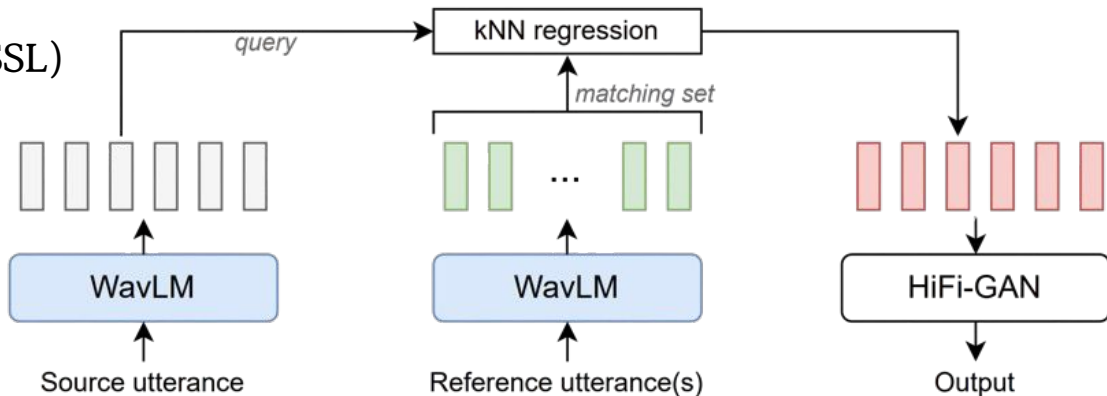 SSL)
query
kNN regression
matching set
...
WavLM
WavLM
HiFi-GAN
Source utterance
Reference utterance(s)
Output